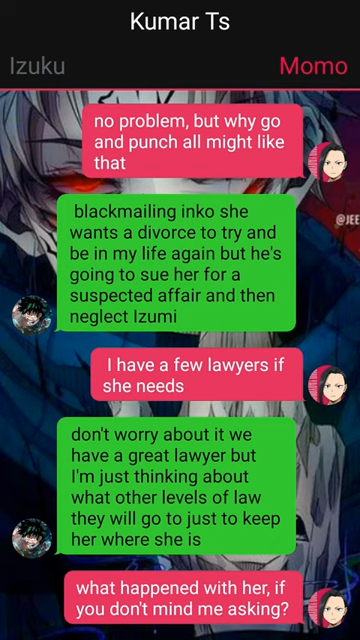 Kumar Ts
Izuku Momo
no problem, but why go
and punch all might like
that
blackmailing inko she
wants a divorce to try and
be in my life again but he's
going to sue her for a
suspected affair and then
neglect Izumi
@JEE
I have a few lawyers if
she needs
don't worry about it we
have a great lawyer but
I'm just thinking about
what other levels of law
they will go to just to keep
her where she is
what happened with her, if
you don't mind me asking?